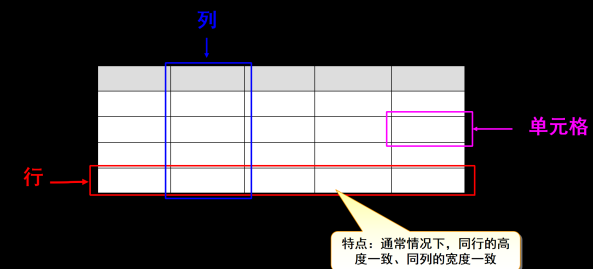 列
单元格
行
特点：通常情况下，同行的高
度一致、同列的宽度一致